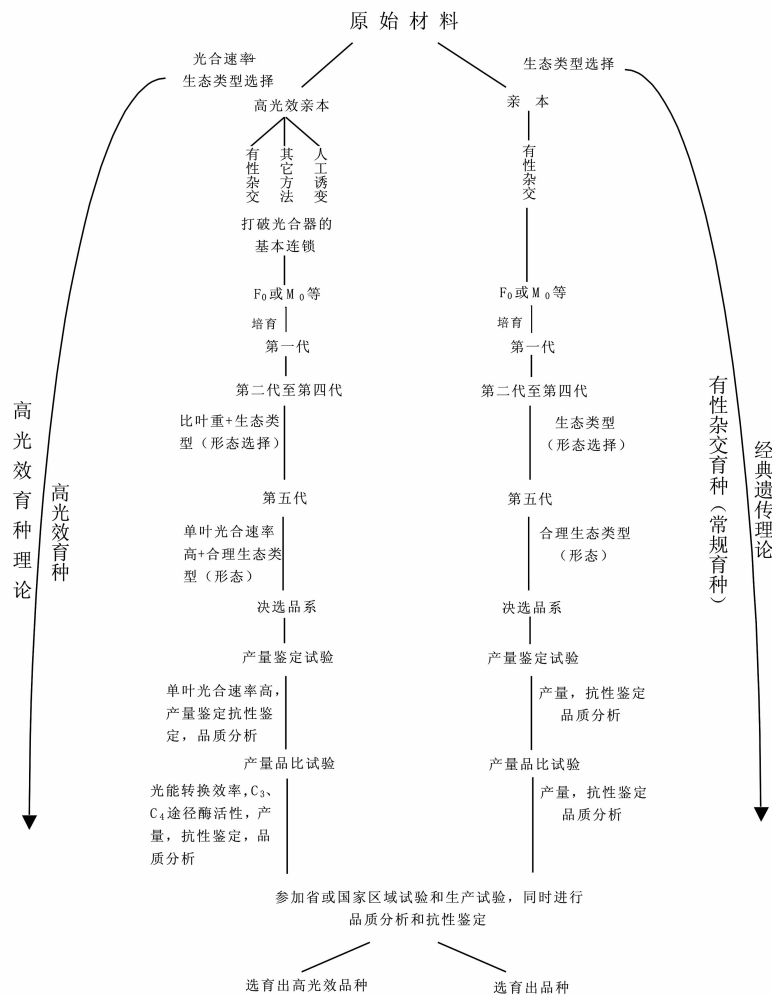 原始材料
光合速率+
生态类型选择
生态类型选择
高光效亲本
亲本
有性杂交
其它方法
人工诱变
有性杂交
打破光合器的
基本连锁
F₀或M₀等
F₀或M₀等
培育
培育
第一代
第一代
第二代至第四代
第二代至第四代
比叶重+生态类
型（形态选择）
生态类型
（形态选择）
第五代
第五代
单叶光合速率
高+合理生态类
型（形态）
合理生态类型
（形态）
决选品系
决选品系
产量鉴定试验
产量鉴定试验
单叶光合速率高，
产量鉴定抗性鉴
定，品质分析
产量，抗性鉴定
品质分析
产量品比试验
产量品比试验
光能转换效率，C₃、
C₄途径酶活性，产
量，抗性鉴定，品
质分析
产量，抗性鉴定
品质分析
高光效育种理论
高光效育种
有性杂交育种（常规育种）
经典遗传理论
参加省或国家区域试验和生产试验，同时进行
品质分析和抗性鉴定
选育出高光效品种
选育出品种